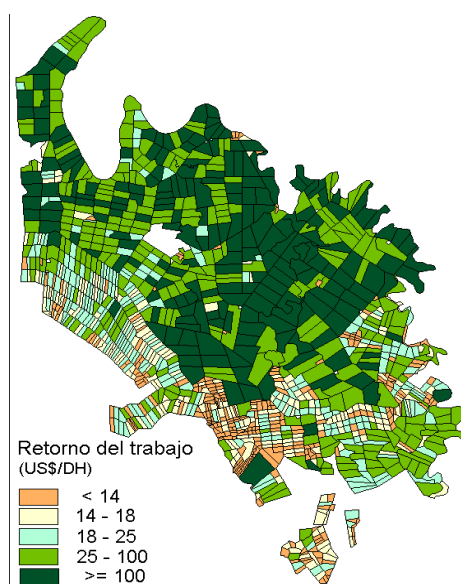 Retorno del trabajo
(US$/DH)
< 14
14 - 18
18 - 25
25 - 100
>= 100